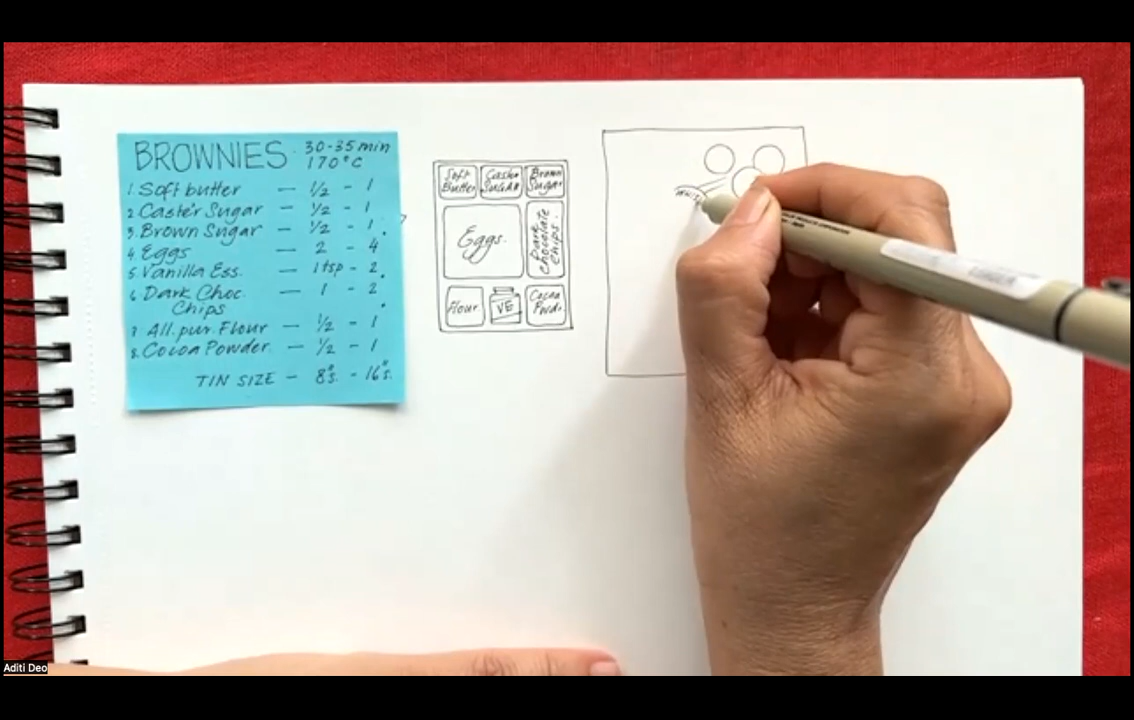 BROWNIES . 30-35 min
170°C
1. Soft butter — 1/2 - 1
2. Caster Sugar — 1/2 - 1
3. Brown Sugar — 1/2 - 1
4. Eggs — 2 - 4
5. Vanilla Ess. — 1 tsp - 2
6. Dark Choc. — 1 - 2
Chips
7. All. pur. Flour — 1/2 - 1
8. Cocoa Powder — 1/2 - 1
TIN SIZE — 8"s. - 16"s.
Soft
Butter
Caster
SUGAR
Brown
Sugar
Eggs.
Dark
chocolate
chips.
Flour
VE
Cocoa
Pwd.
Aditi Deo